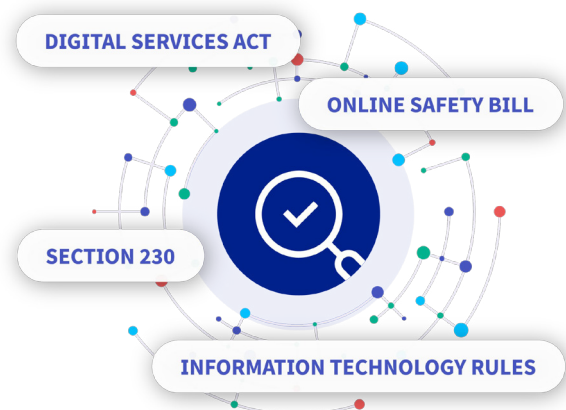 DIGITAL SERVICES ACT
ONLINE SAFETY BILL
SECTION 230
INFORMATION TECHNOLOGY RULES